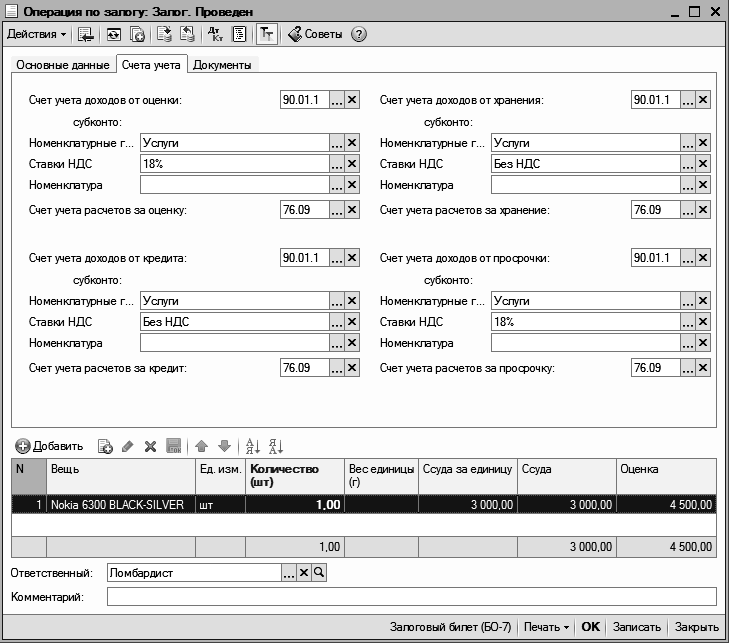 Операция по залогу: Залог. Проведен
Действия Дт Кт Советы
Основные данные Счета учета Документы
Счет учета доходов от оценки: 90.01.1 ... Счет учета доходов от хранения: 90.01.1 ...
субконто: субконто:
Номенклатурные г... Услуги ... Номенклатурные г... Услуги ...
Ставки НДС 18% ... Ставки НДС Без НДС ...
Номенклатура ... Номенклатура ...
Счет учета расчетов за оценку: 76.09 ... Счет учета расчетов за хранение: 76.09 ...
Счет учета доходов от кредита: 90.01.1 ... Счет учета доходов от просрочки: 90.01.1 ...
субконто: субконто:
Номенклатурные г... Услуги ... Номенклатурные г... Услуги ...
Ставки НДС Без НДС ... Ставки НДС 18% ...
Номенклатура ... Номенклатура ...
Счет учета расчетов за кредит: 76.09 ... Счет учета расчетов за просрочку: 76.09 ...
Добавить
N Вещь Ед. изм. Количество (шт) Вес единицы (г) Ссуда за единицу Ссуда Оценка
1 Nokia 6300 BLACK-SILVER шт 1,00 3 000,00 3 000,00 4 500,00
1,00 3 000,00 4 500,00
Ответственный: Ломбардист ...
Комментарий:
Залоговый билет (БО-7) Печать OK Записать Закрыть